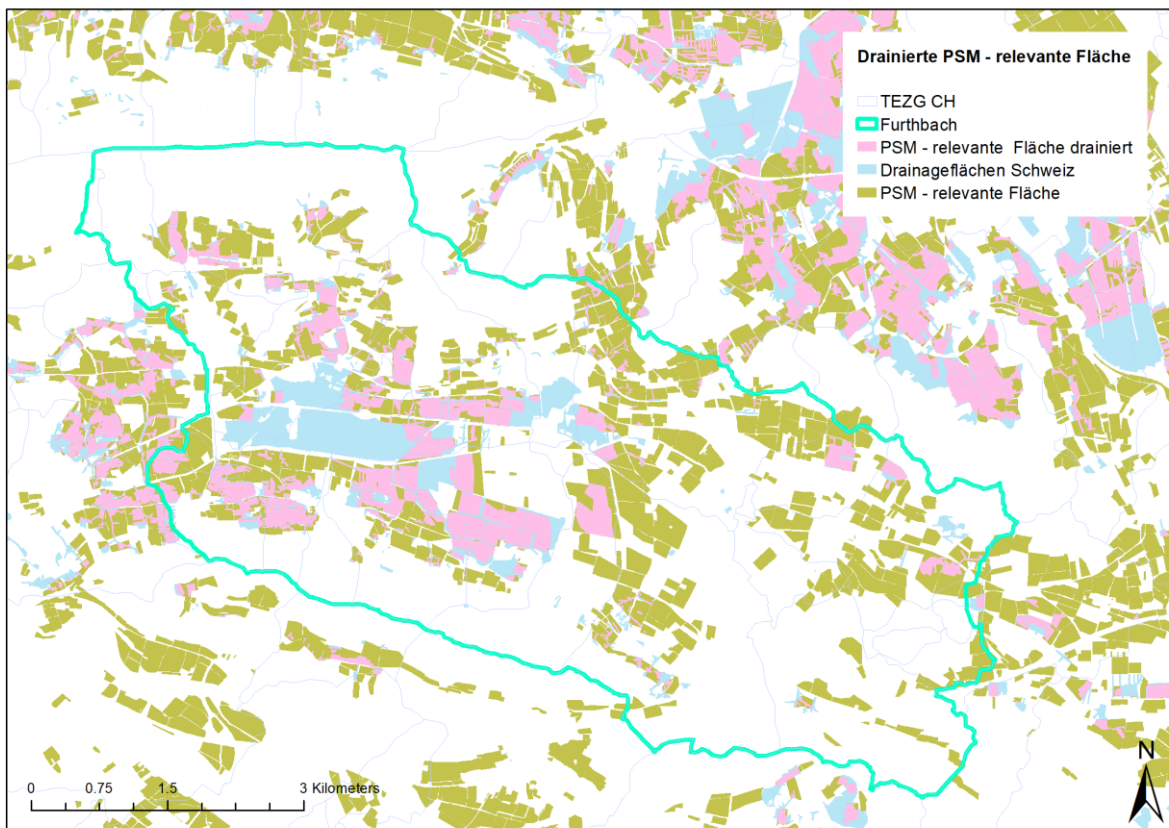 Drainierte PSM - relevante Fläche
TEZG CH
Furthbach
PSM - relevante Fläche drainiert
Drainageflächen Schweiz
PSM - relevante Fläche
N
0 0.75 1.5 3 Kilometers